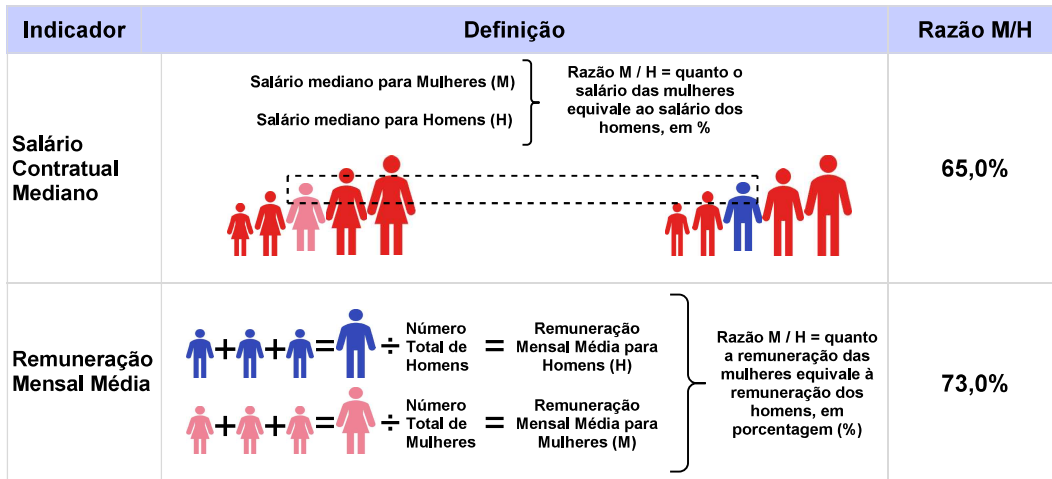 Indicador Definição Razão M/H
Salário mediano para Mulheres (M)
Salário mediano para Homens (H)
Razão M / H = quanto o
salário das mulheres
equivale ao salário dos
homens, em %
Salário
Contratual
Mediano
65,0%
Remuneração
Mensal Média
+ + = ÷ Número
Total de
Homens
= Remuneração
Mensal Média para
Homens (H)
+ + = ÷ Número
Total de
Mulheres
= Remuneração
Mensal Média para
Mulheres (M)
Razão M / H = quanto
a remuneração das
mulheres equivale à
remuneração dos
homens, em
porcentagem (%)
73,0%